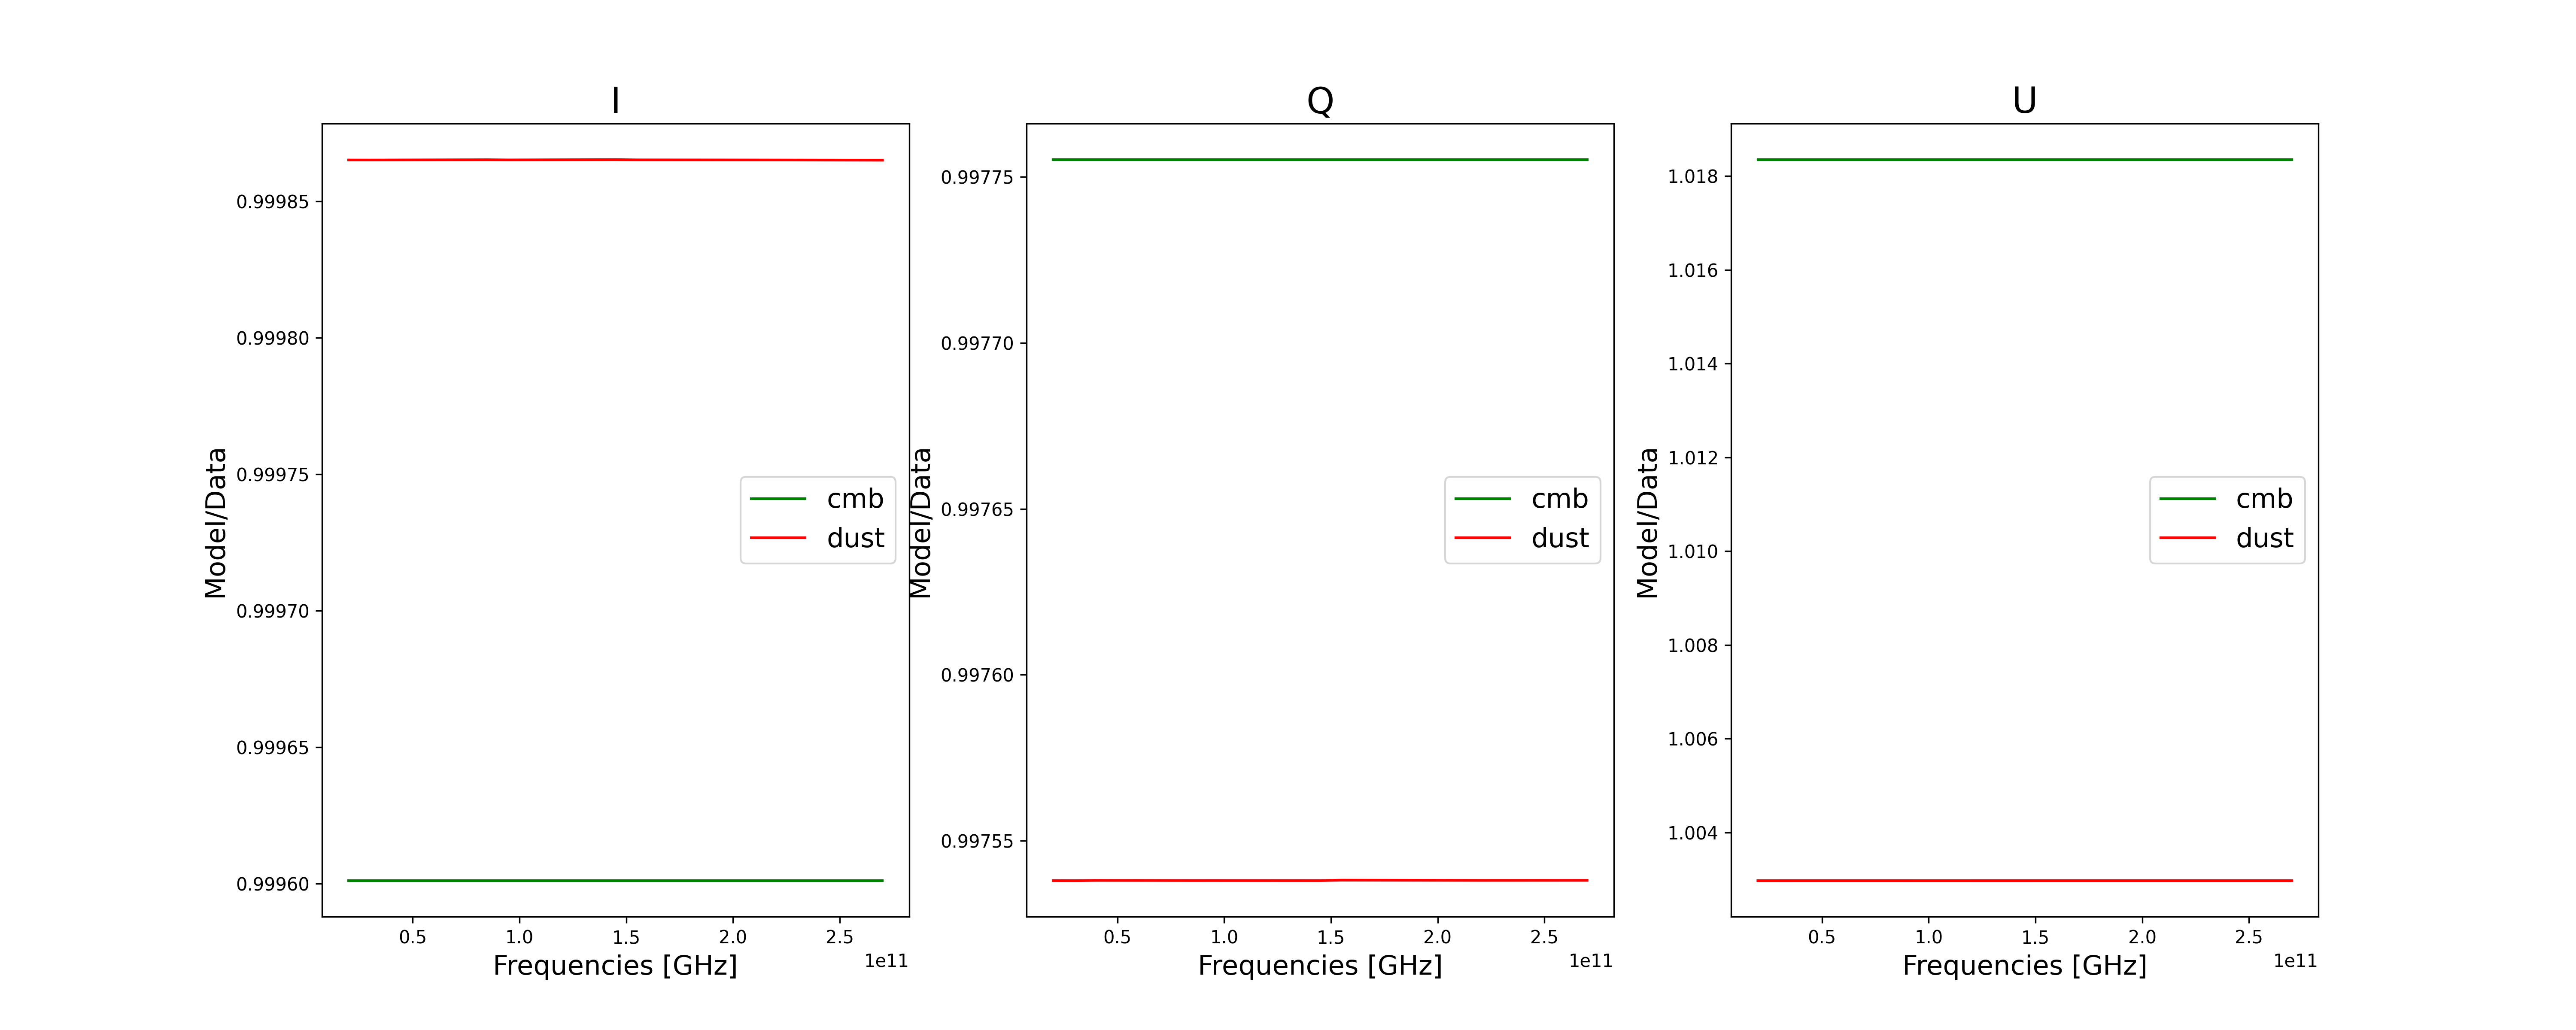 I
Model/Data
0.99985
0.99980
0.99975
0.99970
0.99965
0.99960
cmb
dust
0.5 1.0 1.5 2.0 2.5
Frequencies [GHz]
1e11
Q
Model/Data
0.99775
0.99770
0.99765
0.99760
0.99755
cmb
dust
0.5 1.0 1.5 2.0 2.5
Frequencies [GHz]
1e11
U
Model/Data
1.018
1.016
1.014
1.012
1.010
1.008
1.006
1.004
cmb
dust
0.5 1.0 1.5 2.0 2.5
Frequencies [GHz]
1e11